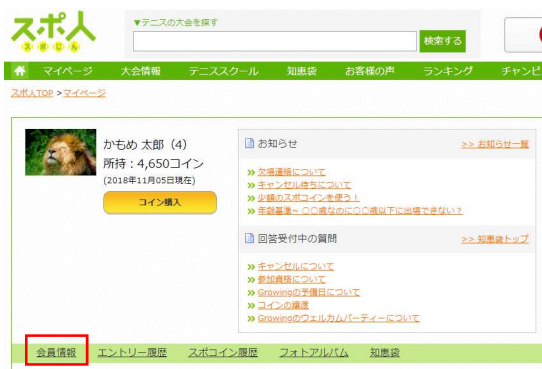 スポ人
スポじん
▼テニスの大会を探す
検索する
マイページ 大会情報 テニススクール 知恵袋 お客様の声 ランキング チャンピ
スポ人TOP >マイページ
かもめ 太郎（4）
所持：4,650コイン
(2018年11月05日現在)
コイン購入
お知らせ >> お知らせ一覧
欠場連絡について
キャンセル待ちについて
少額のスポコインを使う！
年齢基準～ 〇〇歳なのに〇〇歳以下に出場できない？
回答受付中の質問 >> 知恵袋トップ
キャンセルについて
参加資格について
Growingの予備日について
コインの譲渡
Growingのウェルカムパーティーについて
会員情報 エントリー履歴 スポコイン履歴 フォトアルバム 知恵袋